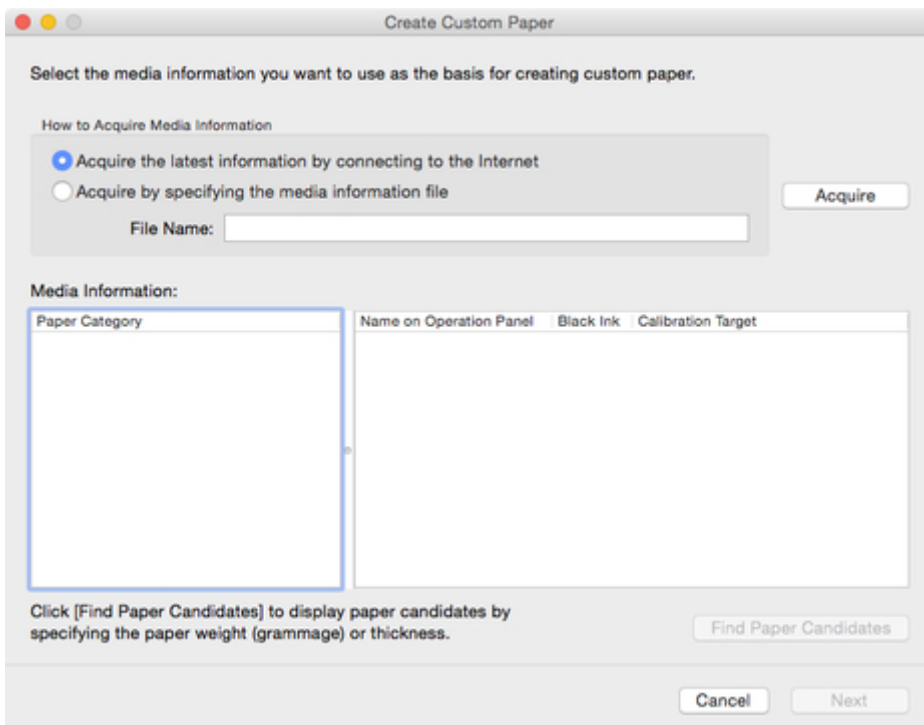 Create Custom Paper
Select the media information you want to use as the basis for creating custom paper.
How to Acquire Media Information
Acquire the latest information by connecting to the Internet
Acquire by specifying the media information file
Acquire
File Name:
Media Information:
Paper Category
Name on Operation Panel Black Ink Calibration Target
Click [Find Paper Candidates] to display paper candidates by
specifying the paper weight (grammage) or thickness.
Find Paper Candidates
Cancel Next